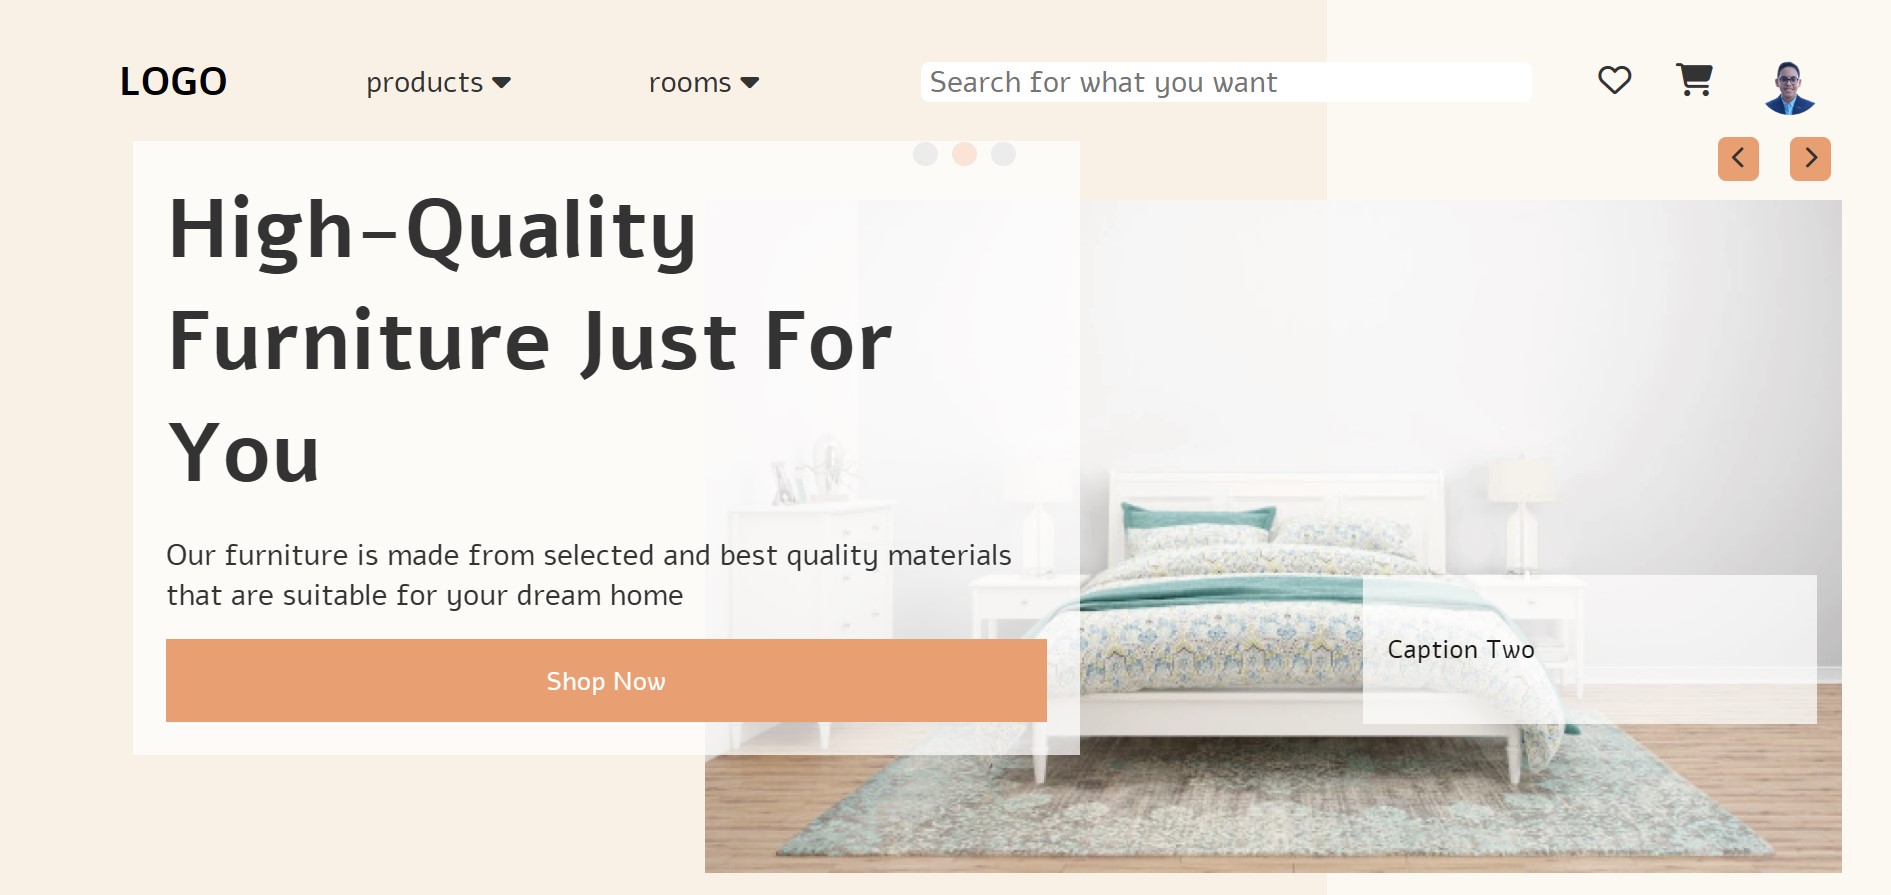 LOGO
products
rooms
Search for what you want
High-Quality
Furniture Just For
You
Our furniture is made from selected and best quality materials
that are suitable for your dream home
Shop Now
Caption Two